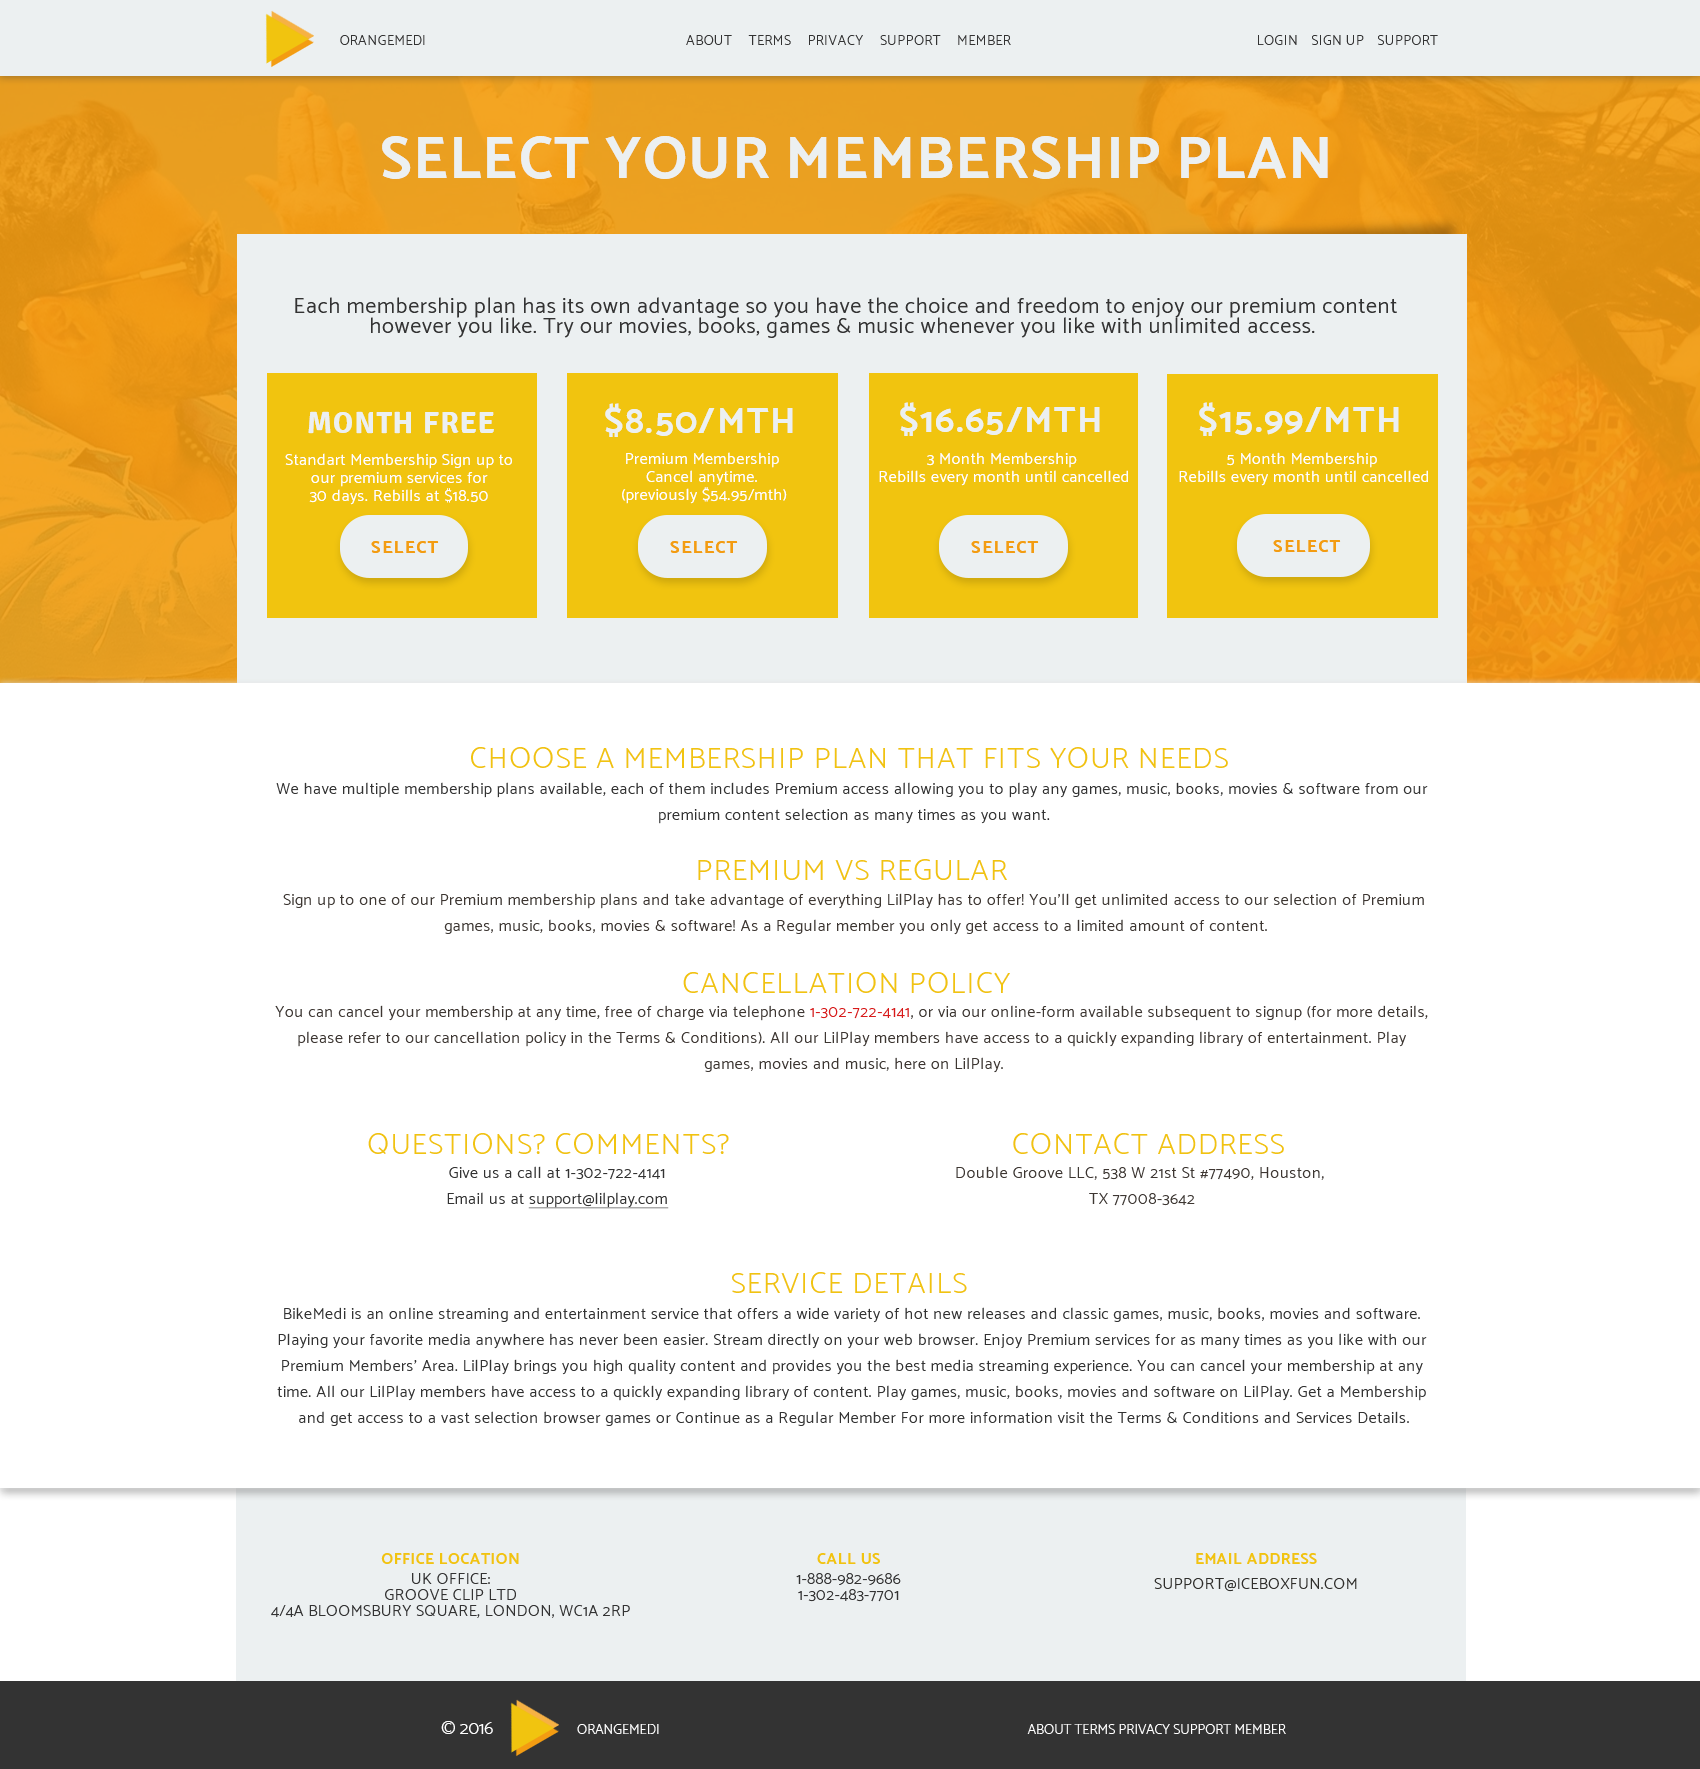 ORANGEMEDI
ABOUT TERMS PRIVACY SUPPORT MEMBER
LOGIN SIGN UP SUPPORT
SELECT YOUR MEMBERSHIP PLAN
Each membership plan has its own advantage so you have the choice and freedom to enjoy our premium content
however you like. Try our movies, books, games & music whenever you like with unlimited access.
MONTH FREE
Standart Membership Sign up to
our premium services for
30 days. Rebills at $18.50
SELECT
$8.50/MTH
Premium Membership
Cancel anytime.
(previously $54.95/mth)
SELECT
$16.65/MTH
3 Month Membership
Rebills every month until cancelled
SELECT
$15.99/MTH
5 Month Membership
Rebills every month until cancelled
SELECT
CHOOSE A MEMBERSHIP PLAN THAT FITS YOUR NEEDS
We have multiple membership plans available, each of them includes Premium access allowing you to play any games, music, books, movies & software from our
premium content selection as many times as you want.
PREMIUM VS REGULAR
Sign up to one of our Premium membership plans and take advantage of everything LilPlay has to offer! You'll get unlimited access to our selection of Premium
games, music, books, movies & software! As a Regular member you only get access to a limited amount of content.
CANCELLATION POLICY
You can cancel your membership at any time, free of charge via telephone 1-302-722-4141, or via our online-form available subsequent to signup (for more details,
please refer to our cancellation policy in the Terms & Conditions). All our LilPlay members have access to a quickly expanding library of entertainment. Play
games, movies and music, here on LilPlay.
QUESTIONS? COMMENTS?
Give us a call at 1-302-722-4141
Email us at support@lilplay.com
CONTACT ADDRESS
Double Groove LLC, 538 W 21st St #77490, Houston,
TX 77008-3642
SERVICE DETAILS
BikeMedi is an online streaming and entertainment service that offers a wide variety of hot new releases and classic games, music, books, movies and software.
Playing your favorite media anywhere has never been easier. Stream directly on your web browser. Enjoy Premium services for as many times as you like with our
Premium Members' Area. LilPlay brings you high quality content and provides you the best media streaming experience. You can cancel your membership at any
time. All our LilPlay members have access to a quickly expanding library of content. Play games, music, books, movies and software on LilPlay. Get a Membership
and get access to a vast selection browser games or Continue as a Regular Member For more information visit the Terms & Conditions and Services Details.
OFFICE LOCATION
UK OFFICE:
GROOVE CLIP LTD
4/4A BLOOMSBURY SQUARE, LONDON, WC1A 2RP
CALL US
1-888-982-9686
1-302-483-7701
EMAIL ADDRESS
SUPPORT@ICEBOXFUN.COM
© 2016 ORANGEMEDI
ABOUT TERMS PRIVACY SUPPORT MEMBER